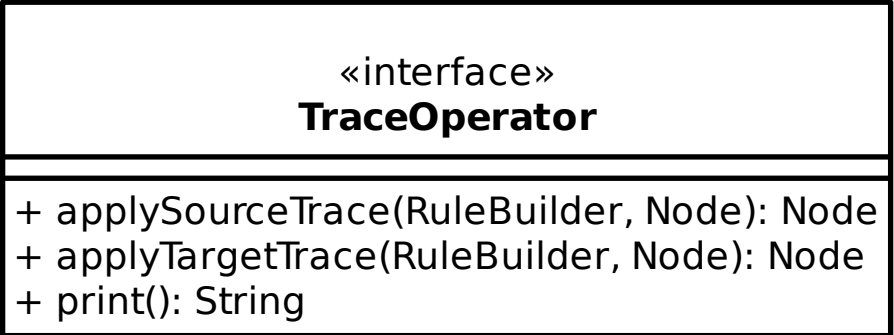 «interface»
TraceOperator
+ applySourceTrace(RuleBuilder, Node): Node
+ applyTargetTrace(RuleBuilder, Node): Node
+ print(): String